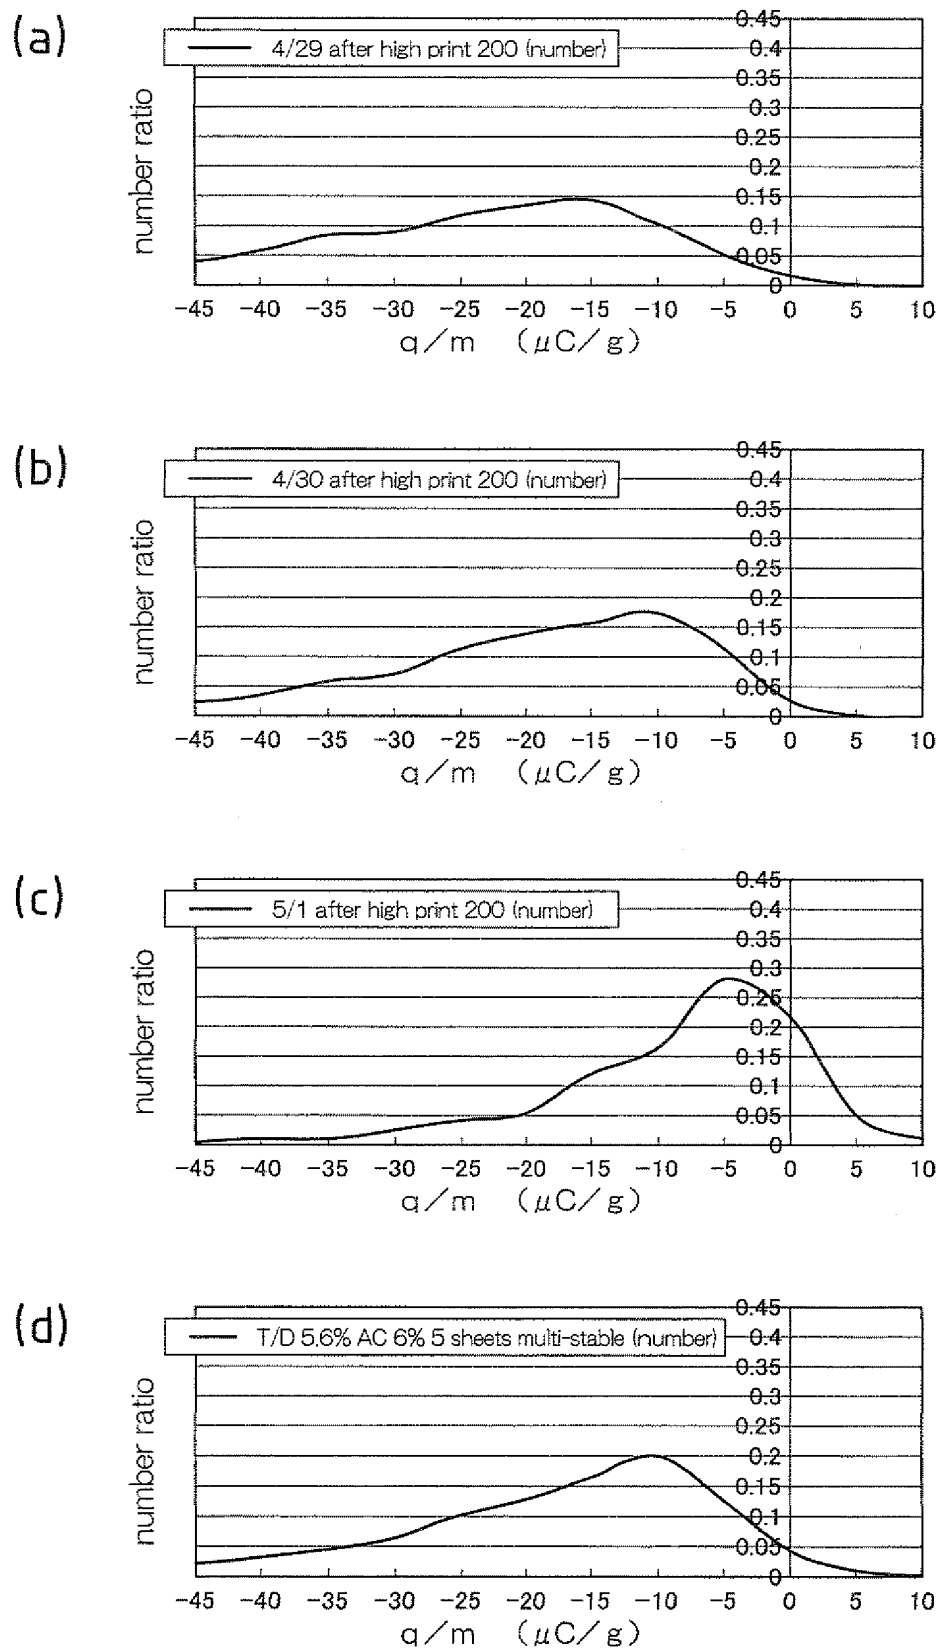 (a)
4/29 after high print 200 (number)
number ratio
0.45
0.4
0.35
0.3
0.25
0.2
0.15
0.1
0.05
0
-45 -40 -35 -30 -25 -20 -15 -10 -5 0 5 10
q/m (μC/g)
(b)
4/30 after high print 200 (number)
number ratio
0.45
0.4
0.35
0.3
0.25
0.2
0.15
0.1
0.05
0
-45 -40 -35 -30 -25 -20 -15 -10 -5 0 5 10
q/m (μC/g)
(c)
5/1 after high print 200 (number)
number ratio
0.45
0.4
0.35
0.3
0.25
0.2
0.15
0.1
0.05
0
-45 -40 -35 -30 -25 -20 -15 -10 -5 0 5 10
q/m (μC/g)
(d)
T/D 5.6% AC 6% 5 sheets multi-stable (number)
number ratio
0.45
0.4
0.35
0.3
0.25
0.2
0.15
0.1
0.05
0
-45 -40 -35 -30 -25 -20 -15 -10 -5 0 5 10
q/m (μC/g)